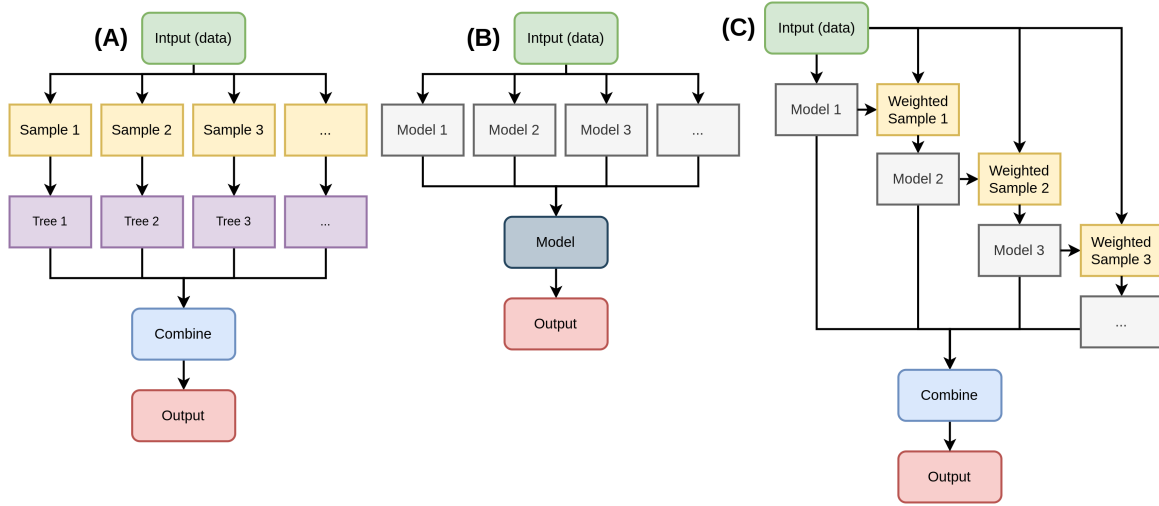 (A)
Intput (data)
Sample 1
Sample 2
Sample 3
...
Tree 1
Tree 2
Tree 3
...
Combine
Output
(B)
Intput (data)
Model 1
Model 2
Model 3
...
Model
Output
(C)
Intput (data)
Model 1
Weighted
Sample 1
Model 2
Weighted
Sample 2
Model 3
Weighted
Sample 3
...
Combine
Output